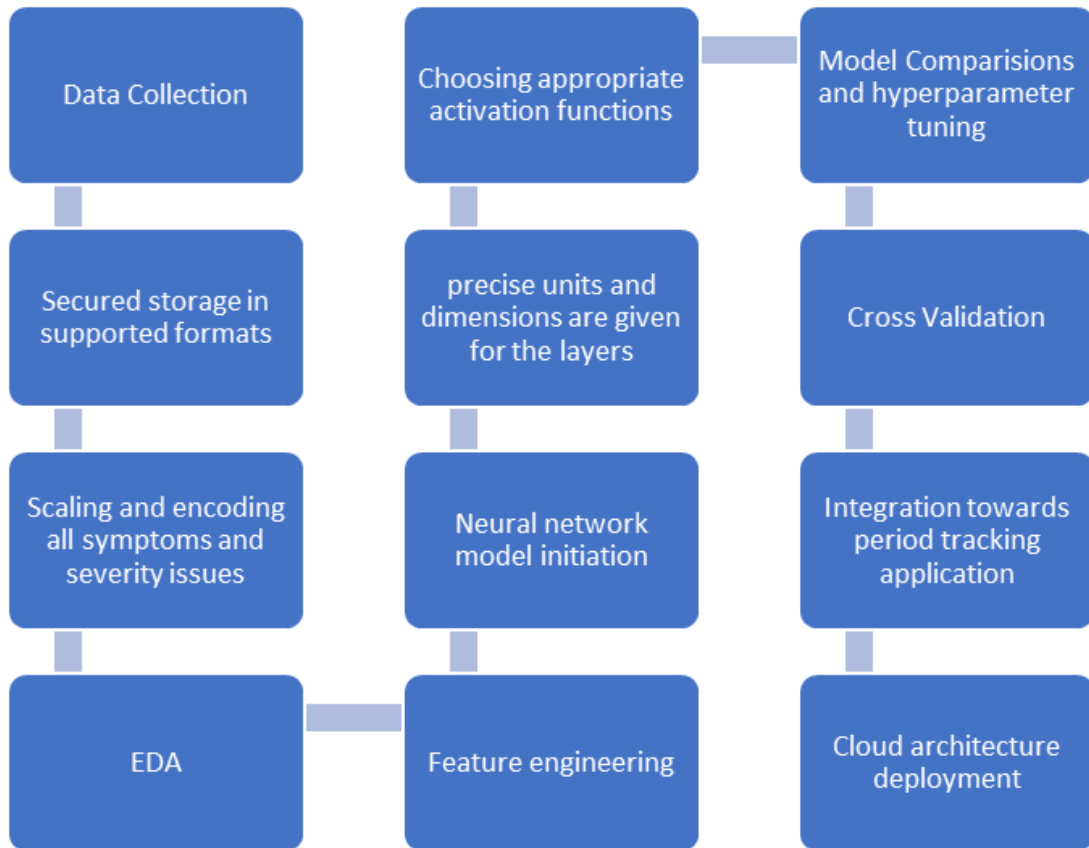 Data Collection
Secured storage in
supported formats
Scaling and encoding
all symptoms and
severity issues
EDA
Feature engineering
Neural network
model initiation
precise units and
dimensions are given
for the layers
Choosing appropriate
activation functions
Model Comparisions
and hyperparameter
tuning
Cross Validation
Integration towards
period tracking
application
Cloud architecture
deployment